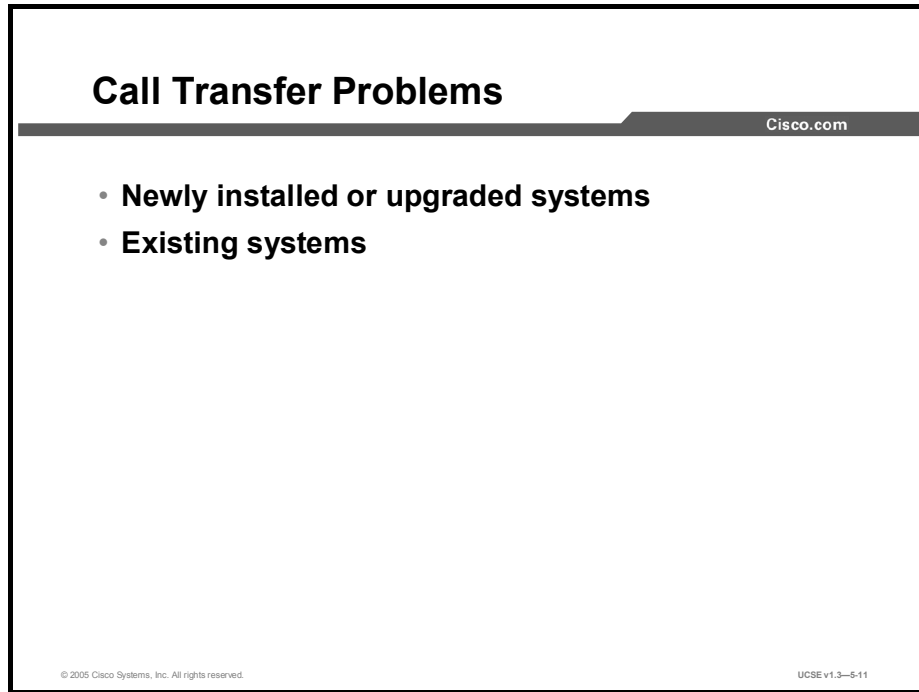 Call Transfer Problems
Cisco.com
• Newly installed or upgraded systems
• Existing systems
© 2005 Cisco Systems, Inc. All rights reserved.
UCSE v1.3—5-11